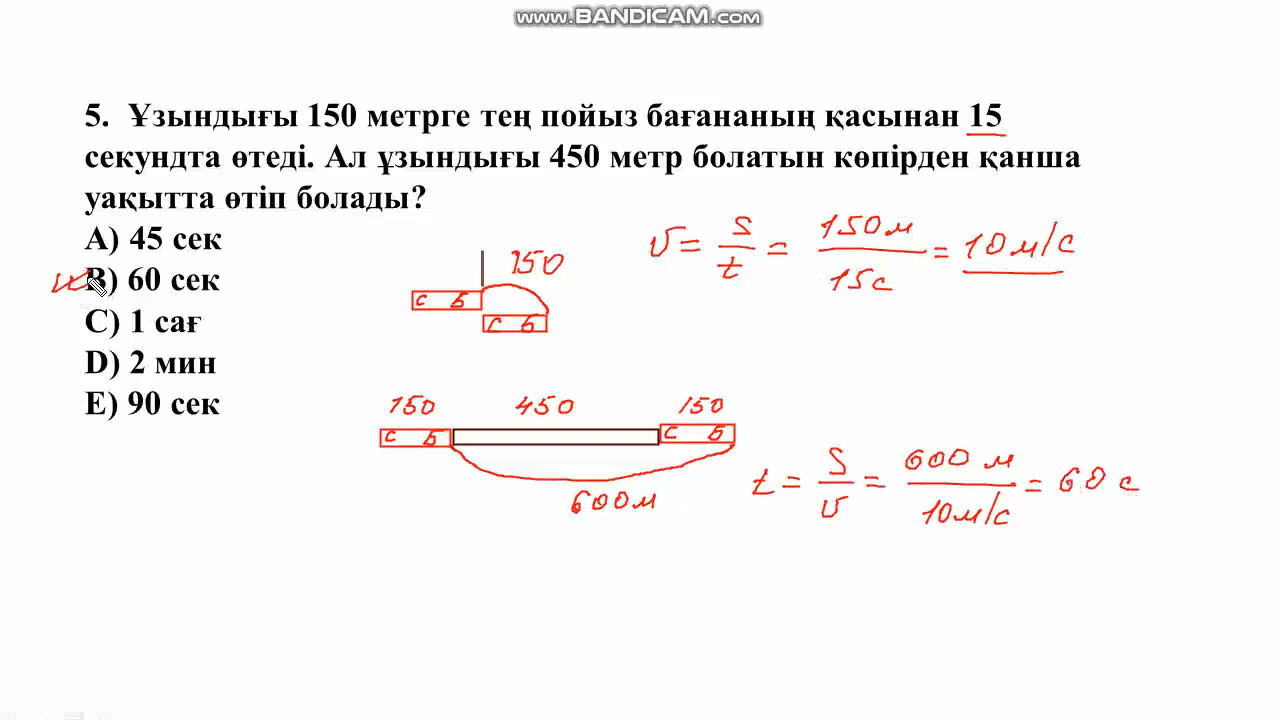 www.BANDICAM.com
5. Ұзындығы 150 метрге тең пойыз бағананың қасынан 15
секундта өтеді. Ал ұзындығы 450 метр болатын көпірден қанша
уақытта өтіп болады?
A) 45 сек
B) 60 сек
C) 1 сағ
D) 2 мин
E) 90 сек
150
с Б
с Б
υ = S/t = 150м/15с = 10м/с
150 450 150
с Б с Б
600м
t = S/υ = 600 м/10м/с = 60 с